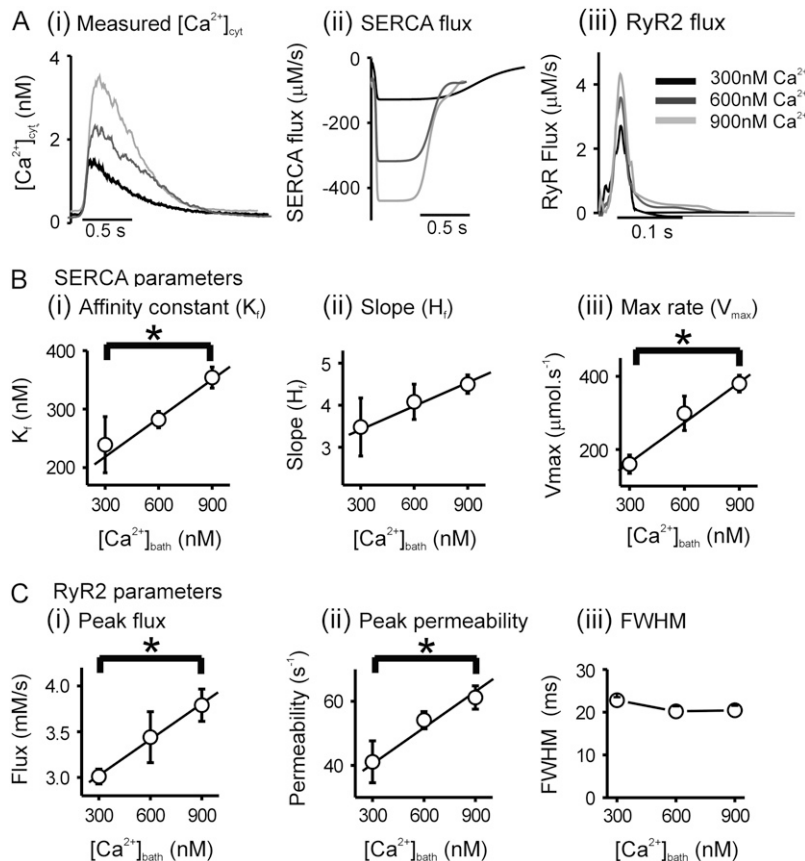 A (i) Measured [Ca²⁺]cyt
[Ca²⁺]cyt (nM)
4
2
0
0.5 s
(ii) SERCA flux
SERCA flux (µM/s)
0
-200
-400
0.5 s
(iii) RyR2 flux
RyR Flux (µM/s)
4
2
0
0.1 s
300nM Ca²⁺
600nM Ca²⁺
900nM Ca²⁺
B SERCA parameters
(i) Affinity constant (Kf)
*
Kf (nM)
400
300
200
300 600 900
[Ca²⁺]bath (nM)
(ii) Slope (Hf)
Slope (Hf)
5
4
3
300 600 900
[Ca²⁺]bath (nM)
(iii) Max rate (Vmax)
*
Vmax (µmol.s⁻¹)
400
200
300 600 900
[Ca²⁺]bath (nM)
C RyR2 parameters
(i) Peak flux
*
Flux (mM/s)
4.0
3.5
3.0
300 600 900
[Ca²⁺]bath (nM)
(ii) Peak permeability
*
Permeability (s⁻¹)
60
40
300 600 900
[Ca²⁺]bath (nM)
(iii) FWHM
FWHM (ms)
30
20
10
0
300 600 900
[Ca²⁺]bath (nM)